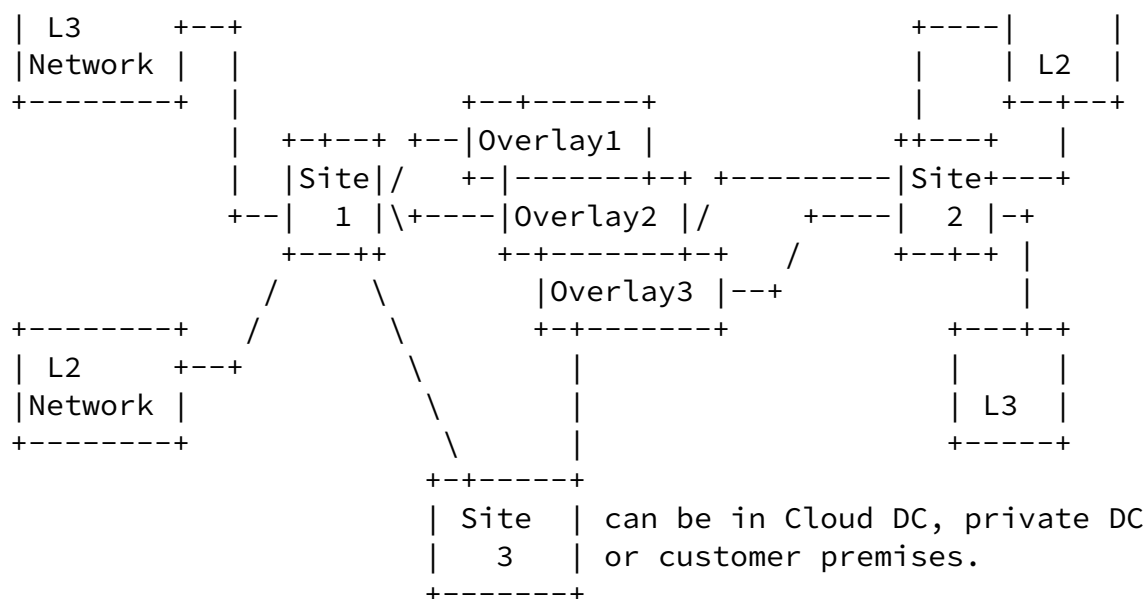 | L3     +--+                                    +----|      |
|Network |  |                                    |    | L2   |
+--------+  |            +--+------+             |    +--+--+
            |  +-+--+ +--|Overlay1 |            ++---+   |
            |  |Site|/   +-|-------+-+ +---------|Site+---+
            +--|  1 |\+----|Overlay2 |/     +----|  2 |-+
               +---++      +-+-------+-+   /     +--+-+ |
              /     \        |Overlay3 |--+             |
+--------+   /       \       +-+-------+            +---+-+
| L2     +--+         \        |                    |     |
|Network |             \       |                    | L3  |
+--------+              \      |                    +-----+
                       +-+-----+
                       | Site  | can be in Cloud DC, private DC
                       |  3    | or customer premises.
                       +-------+